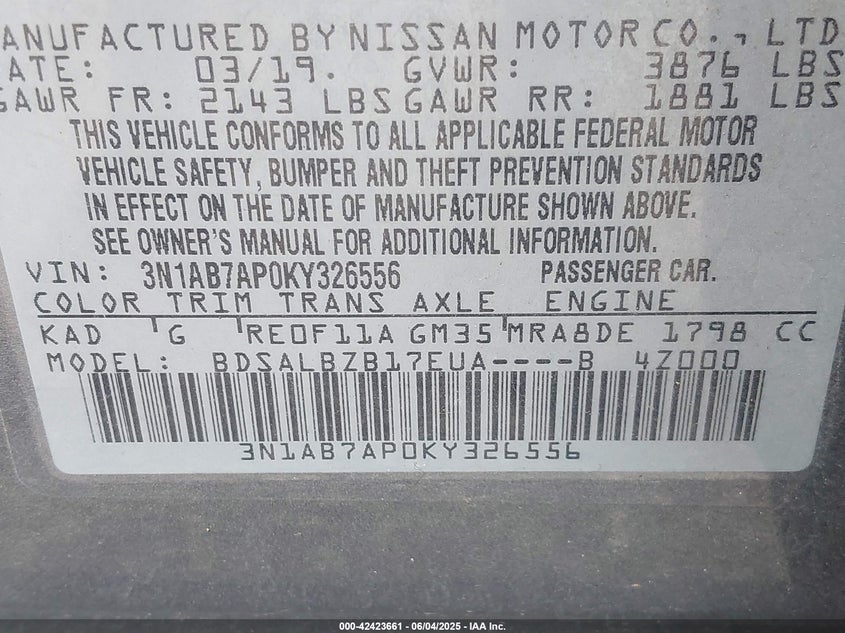 ANUFACTURED BY NISSAN MOTOR CO., LTD
ATE: 03/19. GVWR: 3876 LBS
GAWR FR: 2143 LBS GAWR RR: 1881 LBS
THIS VEHICLE CONFORMS TO ALL APPLICABLE FEDERAL MOTOR
VEHICLE SAFETY, BUMPER AND THEFT PREVENTION STANDARDS
IN EFFECT ON THE DATE OF MANUFACTURE SHOWN ABOVE.
SEE OWNER'S MANUAL FOR ADDITIONAL INFORMATION.
VIN: 3N1AB7AP0KY326556 PASSENGER CAR.
COLOR TRIM TRANS AXLE ENGINE
KAD G RE0F11A GM35 MRA8DE 1798 CC
MODEL: BDSALBZB17EUA----B 4Z000
3N1AB7AP0KY326556
000-42423661 - 06/04/2025 - IAA Inc.